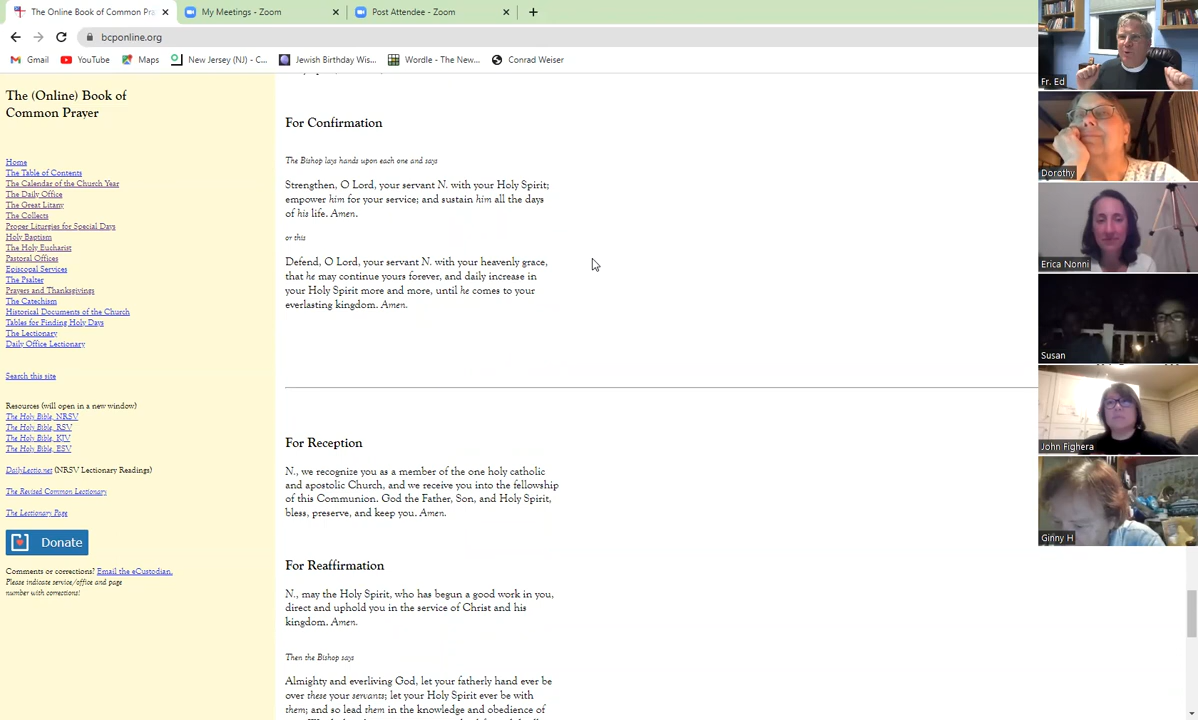 The Online Book of Common Pra
My Meetings - Zoom
Post Attendee - Zoom
bcponline.org
Gmail
YouTube
Maps
New Jersey (NJ) - C...
Jewish Birthday Wis...
Wordle - The New...
Conrad Weiser
The (Online) Book of
Common Prayer
Home
The Table of Contents
The Calendar of the Church Year
The Daily Office
The Great Litany
The Collects
Proper Liturgies for Special Days
Holy Baptism
The Holy Eucharist
Pastoral Offices
Episcopal Services
The Psalter
Prayers and Thanksgivings
The Catechism
Historical Documents of the Church
Tables for Finding Holy Days
The Lectionary
Daily Office Lectionary
Search this site
Resources (will open in a new window)
The Holy Bible, NRSV
The Holy Bible, RSV
The Holy Bible, KJV
The Holy Bible, ESV
DailyLectio.net (NRSV Lectionary Readings)
The Revised Common Lectionary
The Lectionary Page
Donate
Comments or corrections? Email the eCustodian.
Please indicate service/office and page
number with corrections!
For Confirmation
The Bishop lays hands upon each one and says
Strengthen, O Lord, your servant N. with your Holy Spirit;
empower him for your service; and sustain him all the days
of his life. Amen.
or this
Defend, O Lord, your servant N. with your heavenly grace,
that he may continue yours forever, and daily increase in
your Holy Spirit more and more, until he comes to your
everlasting kingdom. Amen.
For Reception
N., we recognize you as a member of the one holy catholic
and apostolic Church, and we receive you into the fellowship
of this Communion. God the Father, Son, and Holy Spirit,
bless, preserve, and keep you. Amen.
For Reaffirmation
N., may the Holy Spirit, who has begun a good work in you,
direct and uphold you in the service of Christ and his
kingdom. Amen.
Then the Bishop says
Almighty and everliving God, let your fatherly hand ever be
over these your servants; let your Holy Spirit ever be with
them; and so lead them in the knowledge and obedience of
Fr. Ed
Dorothy
Erica Nonni
Susan
John Fighera
Ginny H